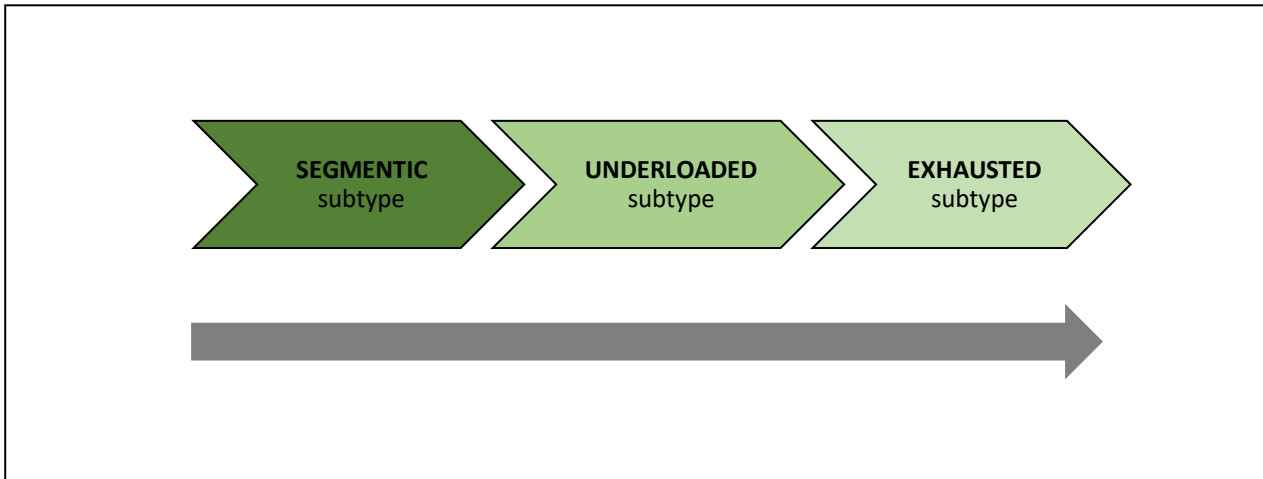 SEGMENTIC
subtype
UNDERLOADED
subtype
EXHAUSTED
subtype